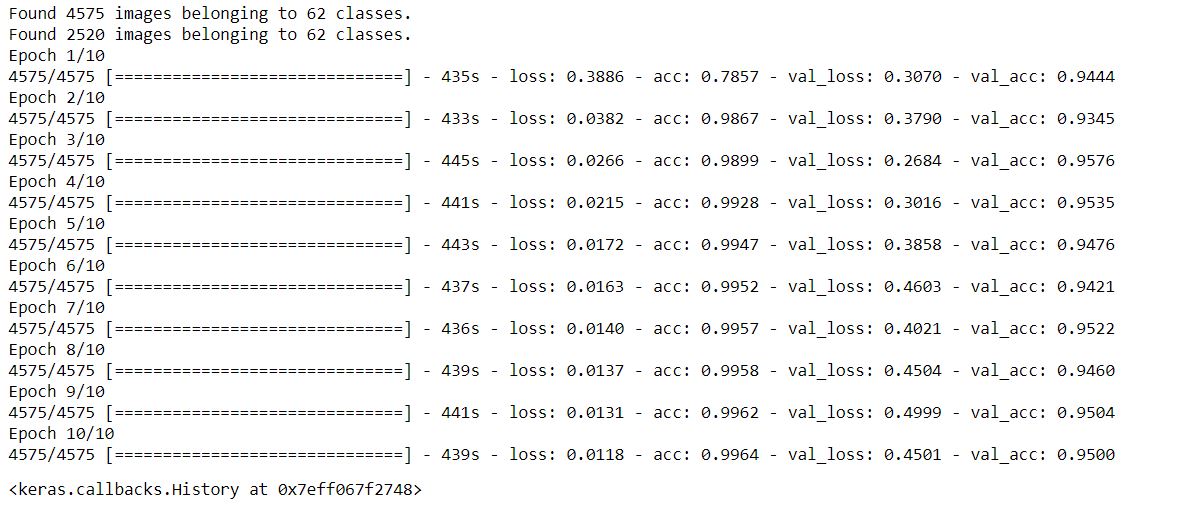 Found 4575 images belonging to 62 classes.
Found 2520 images belonging to 62 classes.
Epoch 1/10
4575/4575 [==============================] - 435s - loss: 0.3886 - acc: 0.7857 - val_loss: 0.3070 - val_acc: 0.9444
Epoch 2/10
4575/4575 [==============================] - 433s - loss: 0.0382 - acc: 0.9867 - val_loss: 0.3790 - val_acc: 0.9345
Epoch 3/10
4575/4575 [==============================] - 445s - loss: 0.0266 - acc: 0.9899 - val_loss: 0.2684 - val_acc: 0.9576
Epoch 4/10
4575/4575 [==============================] - 441s - loss: 0.0215 - acc: 0.9928 - val_loss: 0.3016 - val_acc: 0.9535
Epoch 5/10
4575/4575 [==============================] - 443s - loss: 0.0172 - acc: 0.9947 - val_loss: 0.3858 - val_acc: 0.9476
Epoch 6/10
4575/4575 [==============================] - 437s - loss: 0.0163 - acc: 0.9952 - val_loss: 0.4603 - val_acc: 0.9421
Epoch 7/10
4575/4575 [==============================] - 436s - loss: 0.0140 - acc: 0.9957 - val_loss: 0.4021 - val_acc: 0.9522
Epoch 8/10
4575/4575 [==============================] - 439s - loss: 0.0137 - acc: 0.9958 - val_loss: 0.4504 - val_acc: 0.9460
Epoch 9/10
4575/4575 [==============================] - 441s - loss: 0.0131 - acc: 0.9962 - val_loss: 0.4999 - val_acc: 0.9504
Epoch 10/10
4575/4575 [==============================] - 439s - loss: 0.0118 - acc: 0.9964 - val_loss: 0.4501 - val_acc: 0.9500
<keras.callbacks.History at 0x7eff067f2748>